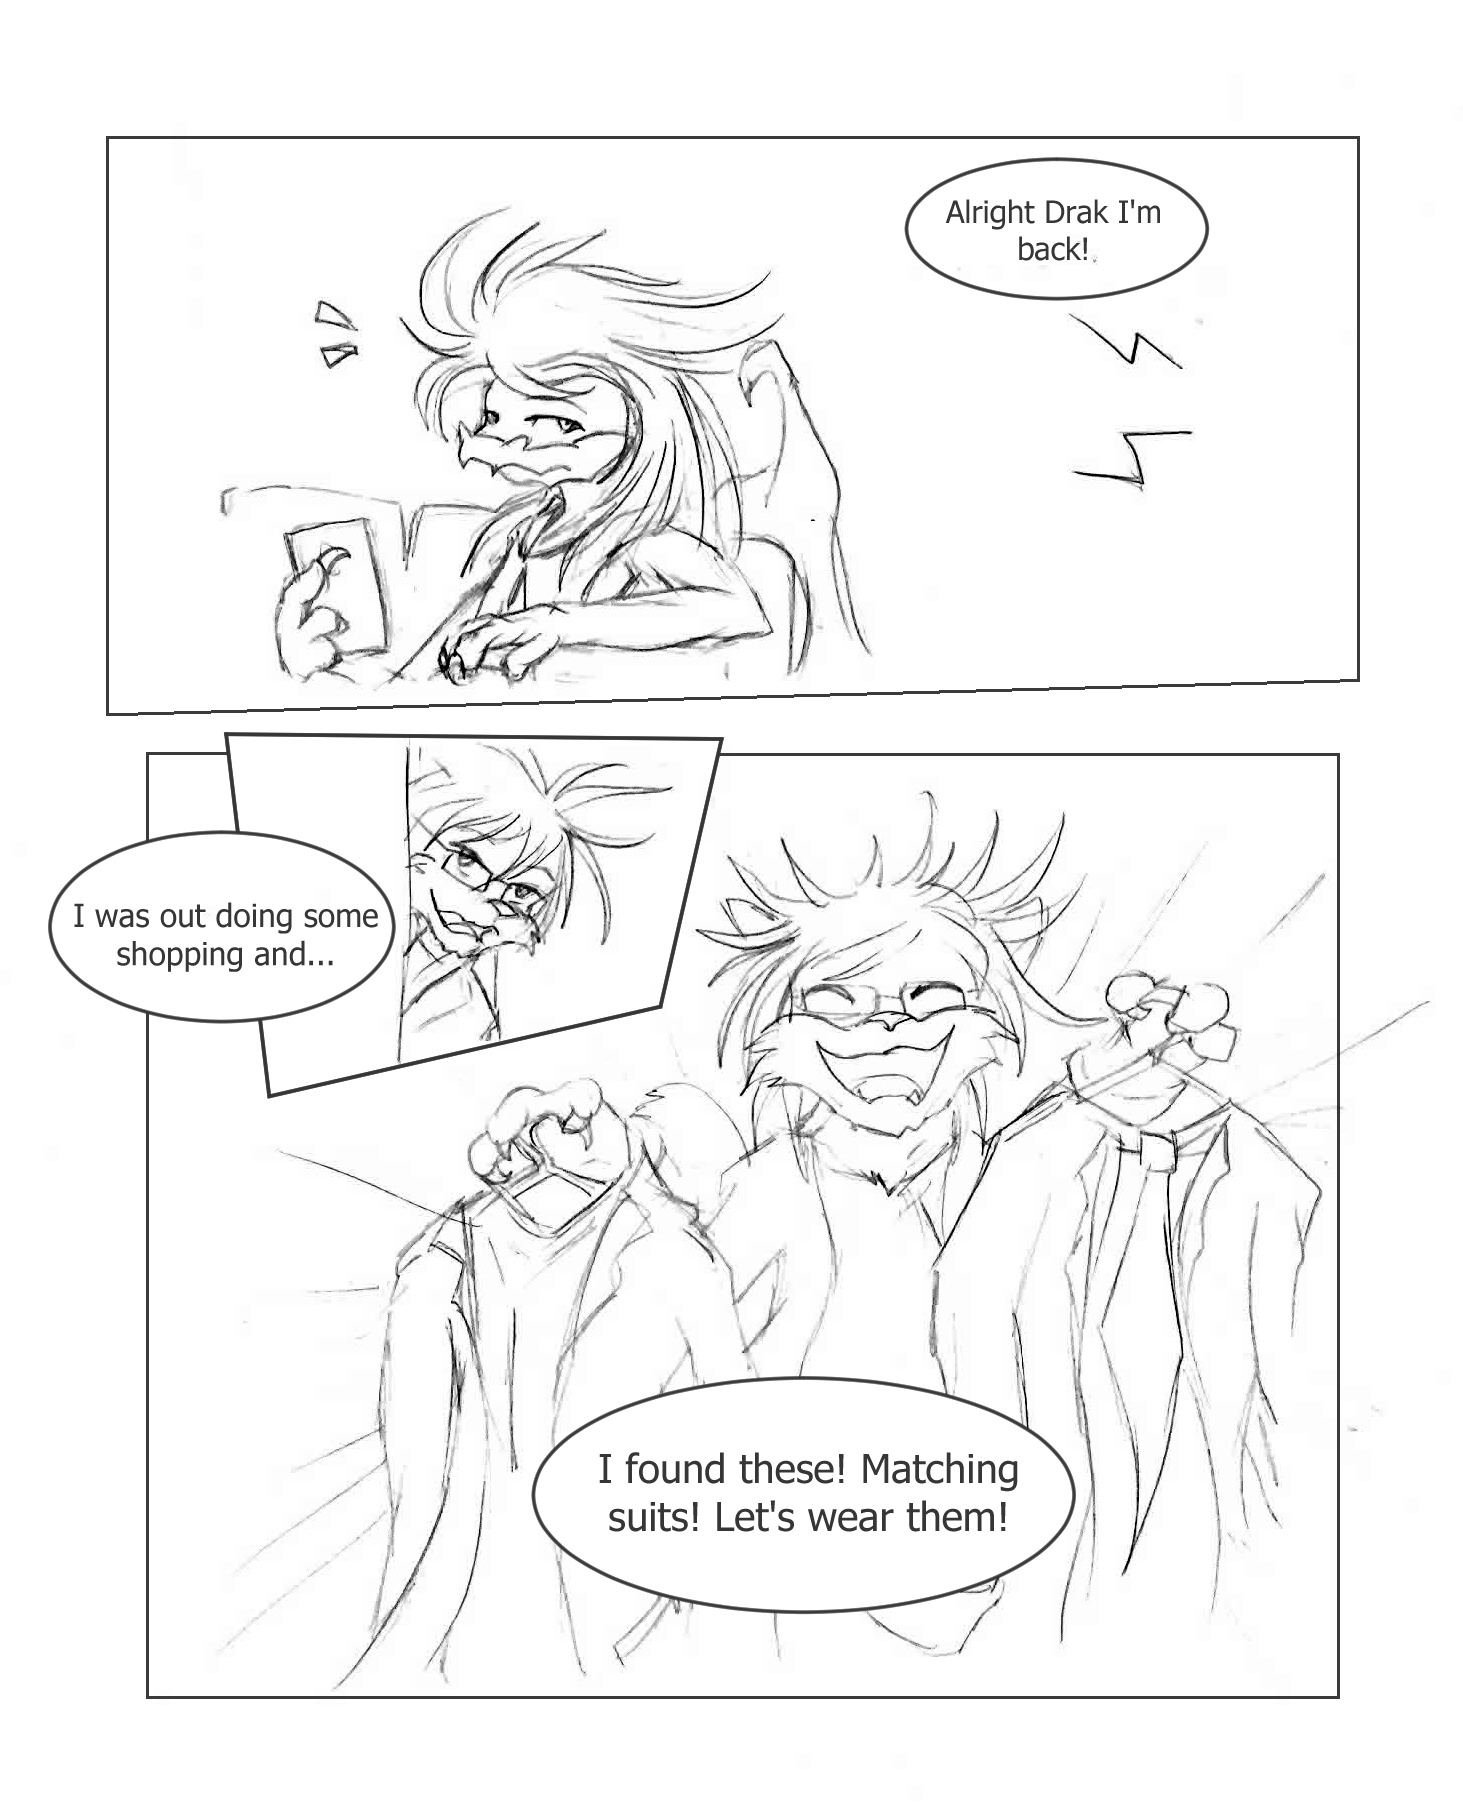 Alright Drak I'm
back!
I was out doing some
shopping and...
I found these! Matching
suits! Let's wear them!